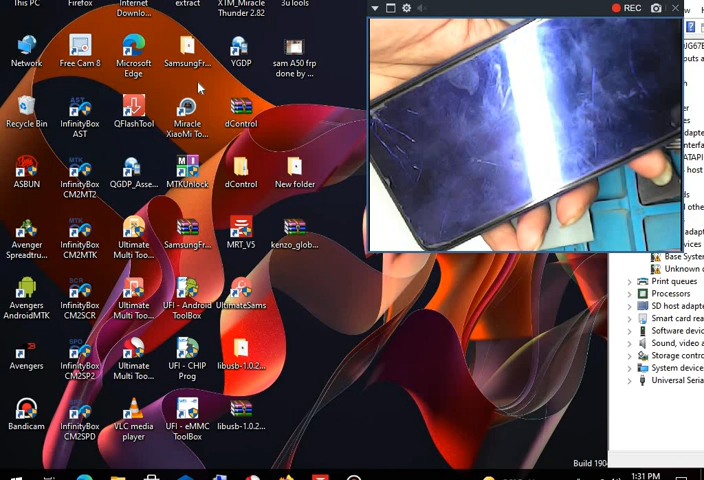 This PC
Firefox
Internet
Downlo...
extract
XTM_Miracle
Thunder 2.82
3u tools
Network
Free Cam 8
Microsoft
Edge
SamsungFr...
YGDP
sam A50 frp
done by ...
Recycle Bin
InfinityBox
AST
QFlashTool
Miracle
XiaoMi To...
dControl
ASBUN
InfinityBox
CM2MT2
QGDP_Asse...
MTKUnlock
dControl
New folder
Avenger
Spreadtru...
InfinityBox
CM2MTK
Ultimate
Multi Too...
SamsungFr...
MRT_V5
kenzo_glob...
Avengers
AndroidMTK
InfinityBox
CM2SCR
Ultimate
Multi Too...
UFI - Android
ToolBox
UltimateSams
Avengers
InfinityBox
CM2SP2
Ultimate
Multi Too...
UFI - CHIP
Prog
libusb-1.0.2...
Bandicam
InfinityBox
CM2SPD
VLC media
player
UFI - eMMC
ToolBox
libusb-1.0.2...
REC
Base System
Print queues
Processors
SD host adapte
Smart card rea
Software devic
Sound, video a
Storage contro
System device
Universal Seria
Build 190
1:31 PM